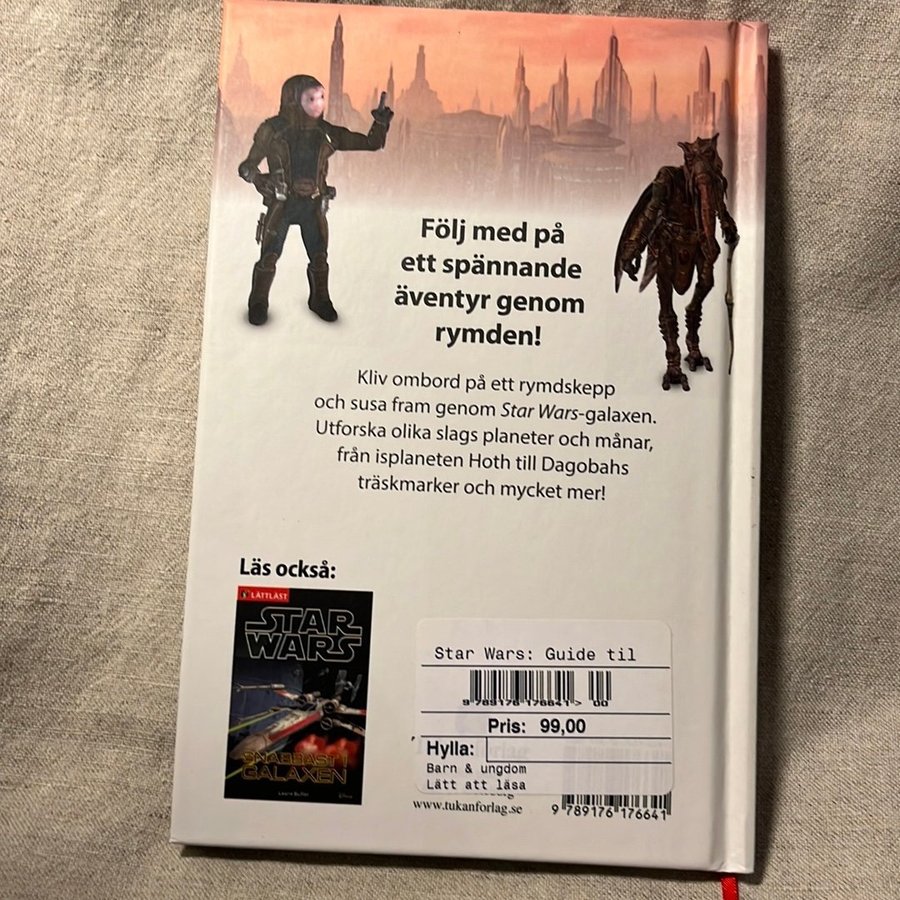 Följ med på
ett spännande
äventyr genom
rymden!
Kliv ombord på ett rymdskepp
och susa fram genom Star Wars-galaxen.
Utforska olika slags planeter och månar,
från isplaneten Hoth till Dagobahs
träskmarker och mycket mer!
Läs också:
LÄTTLÄST
STAR
WARS
SNABBAST I
GALAXEN
Star Wars: Guide til
9 789176 176641 > 00
Pris: 99,00
Hylla:
Barn & ungdom
Lätt att läsa
www.tukanforlag.se
9 789176 176641